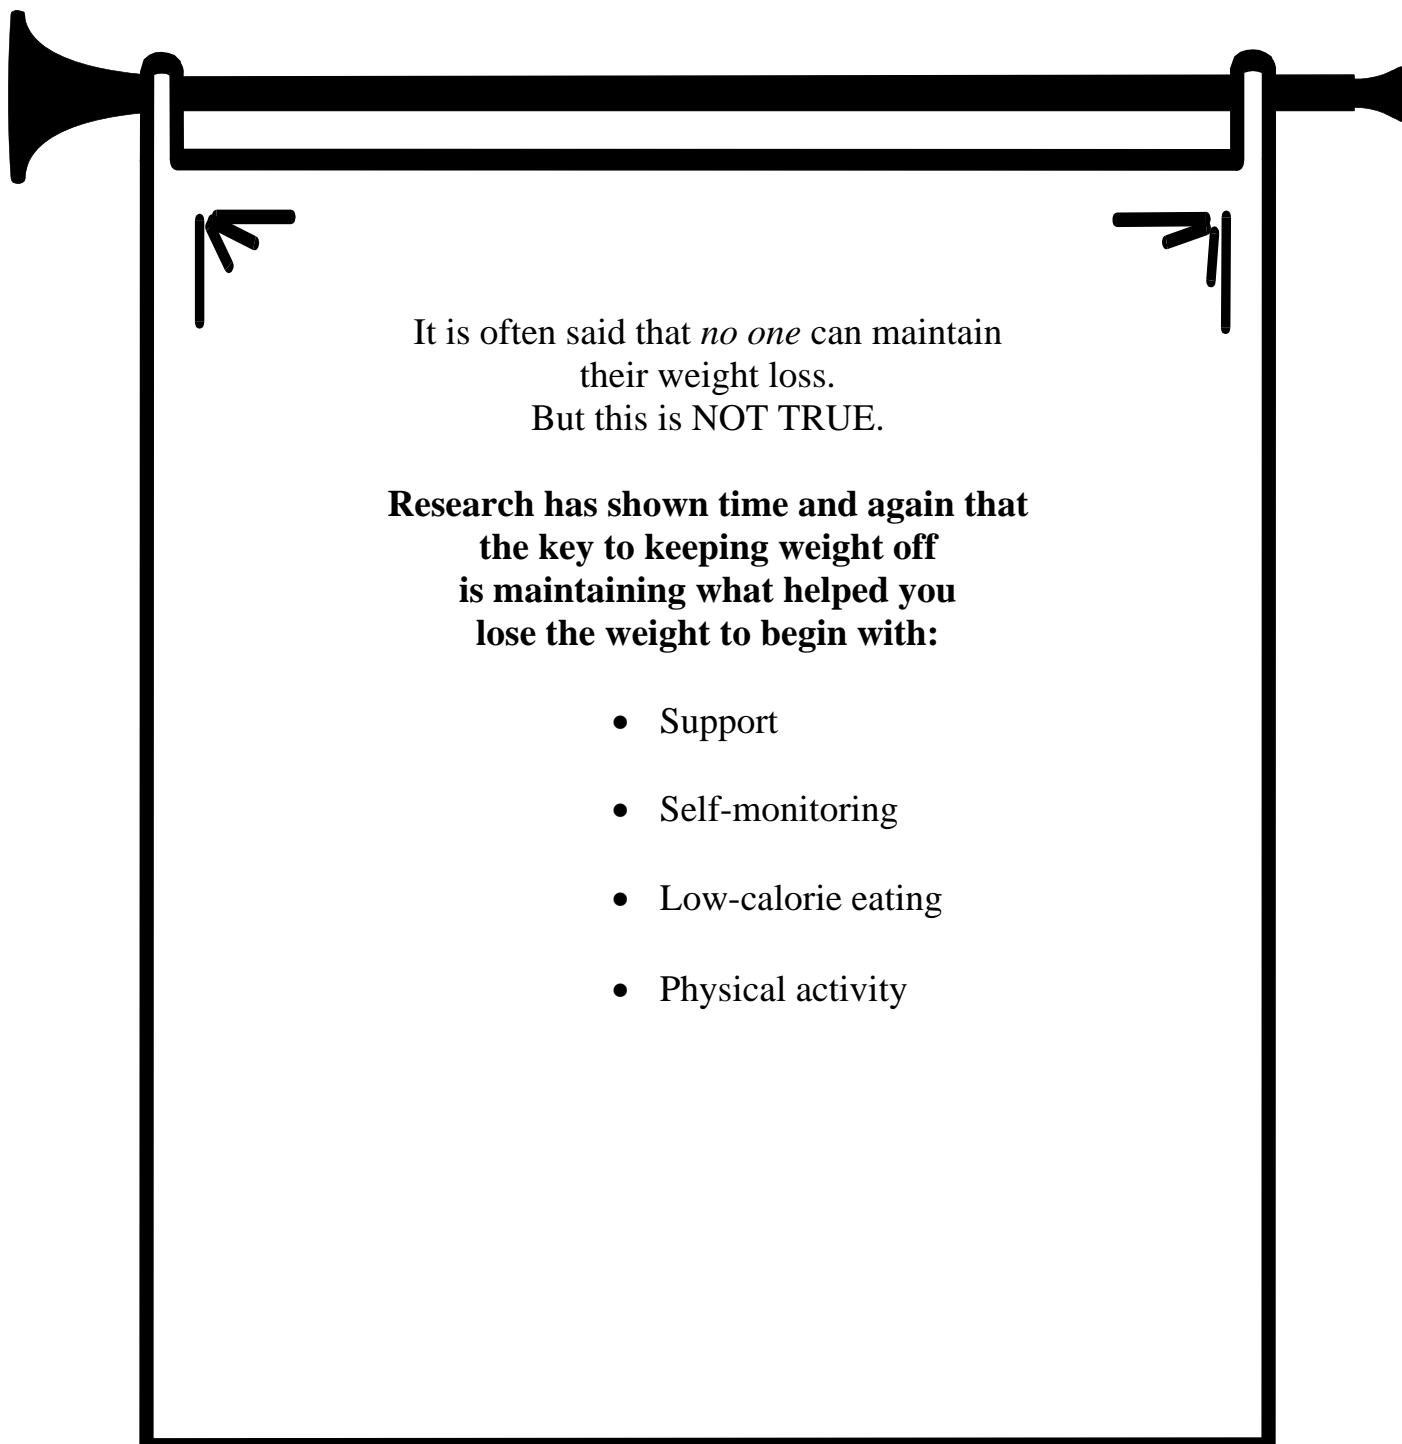 It is often said that no one can maintain
their weight loss.
But this is NOT TRUE.
Research has shown time and again that
the key to keeping weight off
is maintaining what helped you
lose the weight to begin with:
• Support
• Self-monitoring
• Low-calorie eating
• Physical activity